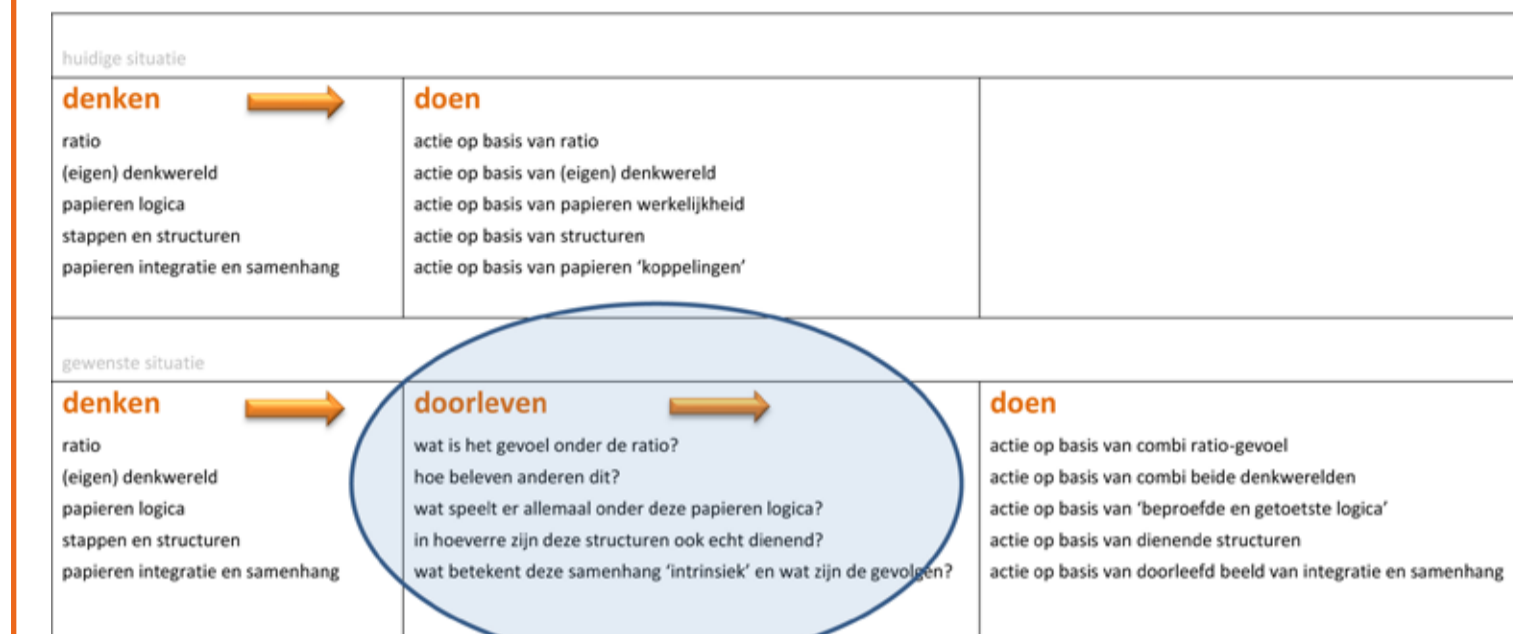 huidige situatie
denken
ratio
(eigen) denkwereld
papieren logica
stappen en structuren
papieren integratie en samenhang
doen
actie op basis van ratio
actie op basis van (eigen) denkwereld
actie op basis van papieren werkelijkheid
actie op basis van structuren
actie op basis van papieren ‘koppelingen’
gewenste situatie
denken
ratio
(eigen) denkwereld
papieren logica
stappen en structuren
papieren integratie en samenhang
doorleven
wat is het gevoel onder de ratio?
hoe beleven anderen dit?
wat speelt er allemaal onder deze papieren logica?
in hoeverre zijn deze structuren ook echt dienend?
wat betekent deze samenhang ‘intrinsiek’ en wat zijn de gevolgen?
doen
actie op basis van combi ratio-gevoel
actie op basis van combi beide denkwerelden
actie op basis van ‘beproefde en getoetste logica’
actie op basis van dienende structuren
actie op basis van doorleefd beeld van integratie en samenhang